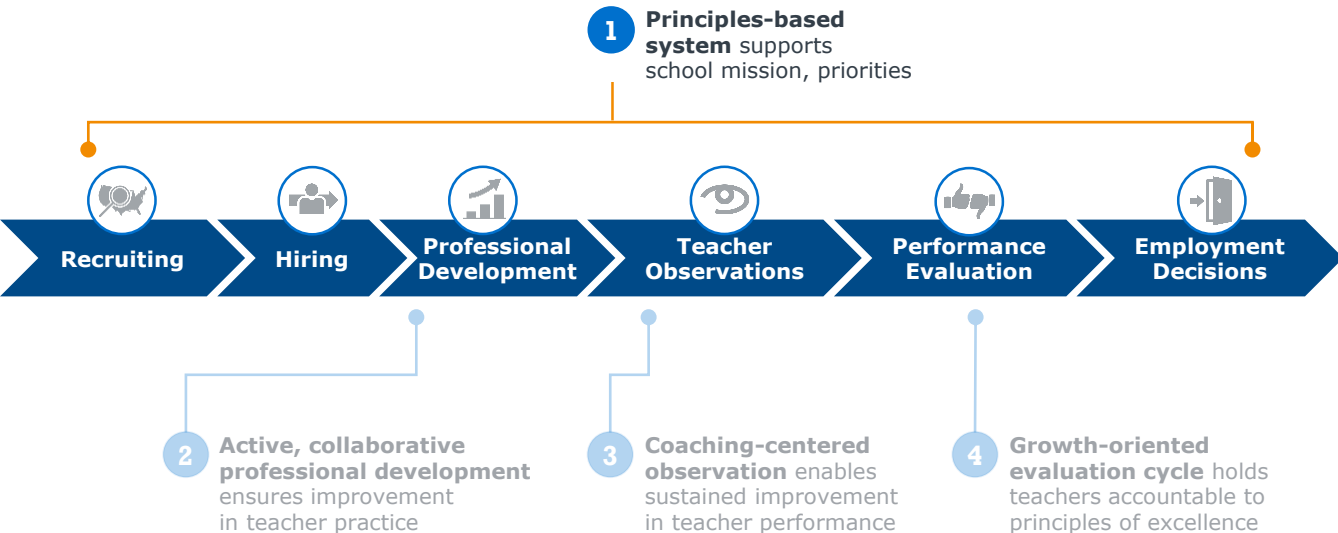 1
Principles-based
system supports
school mission, priorities
Recruiting
Hiring
Professional
Development
Teacher
Observations
Performance
Evaluation
Employment
Decisions
2
Active, collaborative
professional development
ensures improvement
in teacher practice
3
Coaching-centered
observation enables
sustained improvement
in teacher performance
4
Growth-oriented
evaluation cycle holds
teachers accountable to
principles of excellence